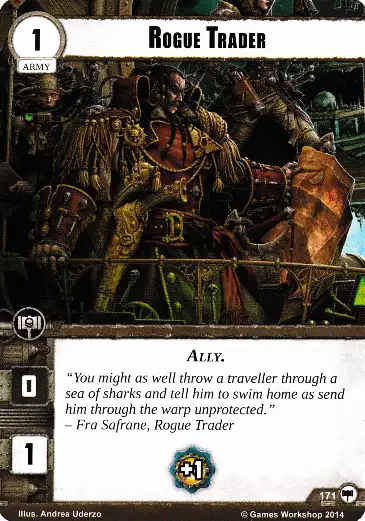 1
ARMY
ROGUE TRADER
ALLY.
“You might as well throw a traveller through a
sea of sharks and tell him to swim home as send
him through the warp unprotected.”
– Fra Safrane, Rogue Trader
0
1
+1
171
Illus. Andrea Uderzo
© Games Workshop 2014